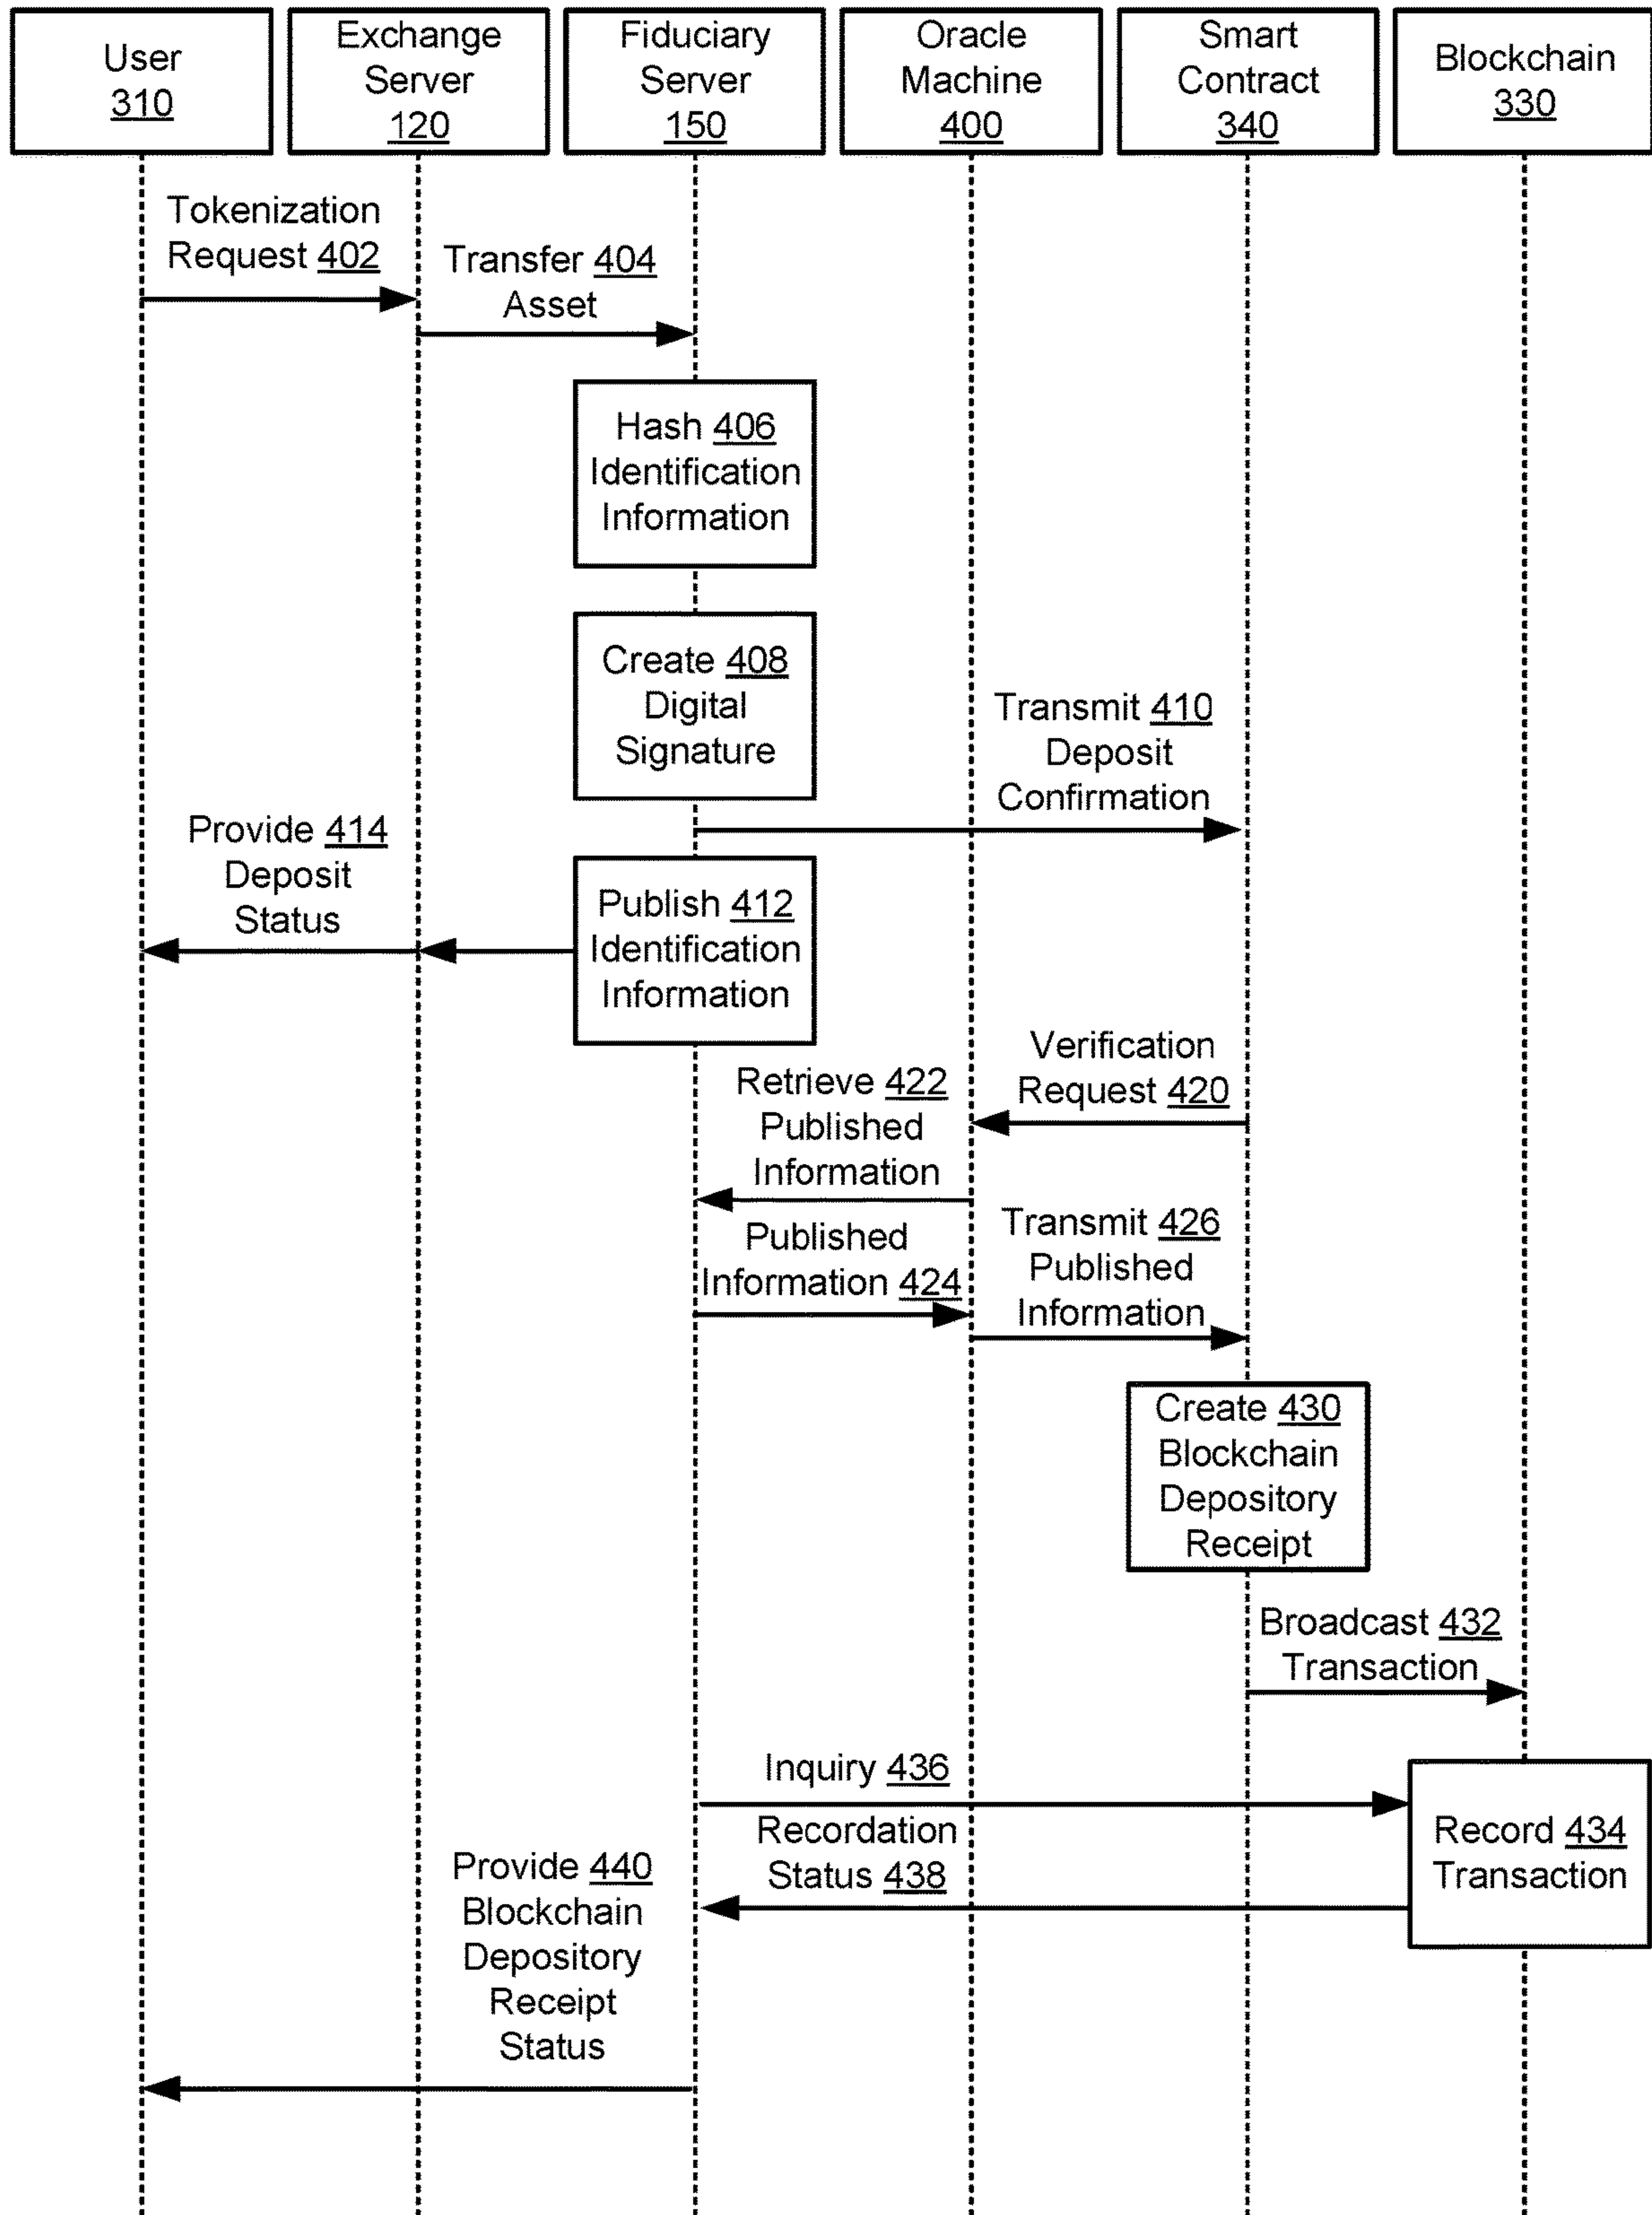 User
310
Exchange
Server
120
Fiduciary
Server
150
Oracle
Machine
400
Smart
Contract
340
Blockchain
330
Tokenization
Request 402
Transfer 404
Asset
Hash 406
Identification
Information
Create 408
Digital
Signature
Transmit 410
Deposit
Confirmation
Provide 414
Deposit
Status
Publish 412
Identification
Information
Verification
Request 420
Retrieve 422
Published
Information
Published
Information 424
Transmit 426
Published
Information
Create 430
Blockchain
Depository
Receipt
Broadcast 432
Transaction
Inquiry 436
Record 434
Transaction
Recordation
Status 438
Provide 440
Blockchain
Depository
Receipt
Status